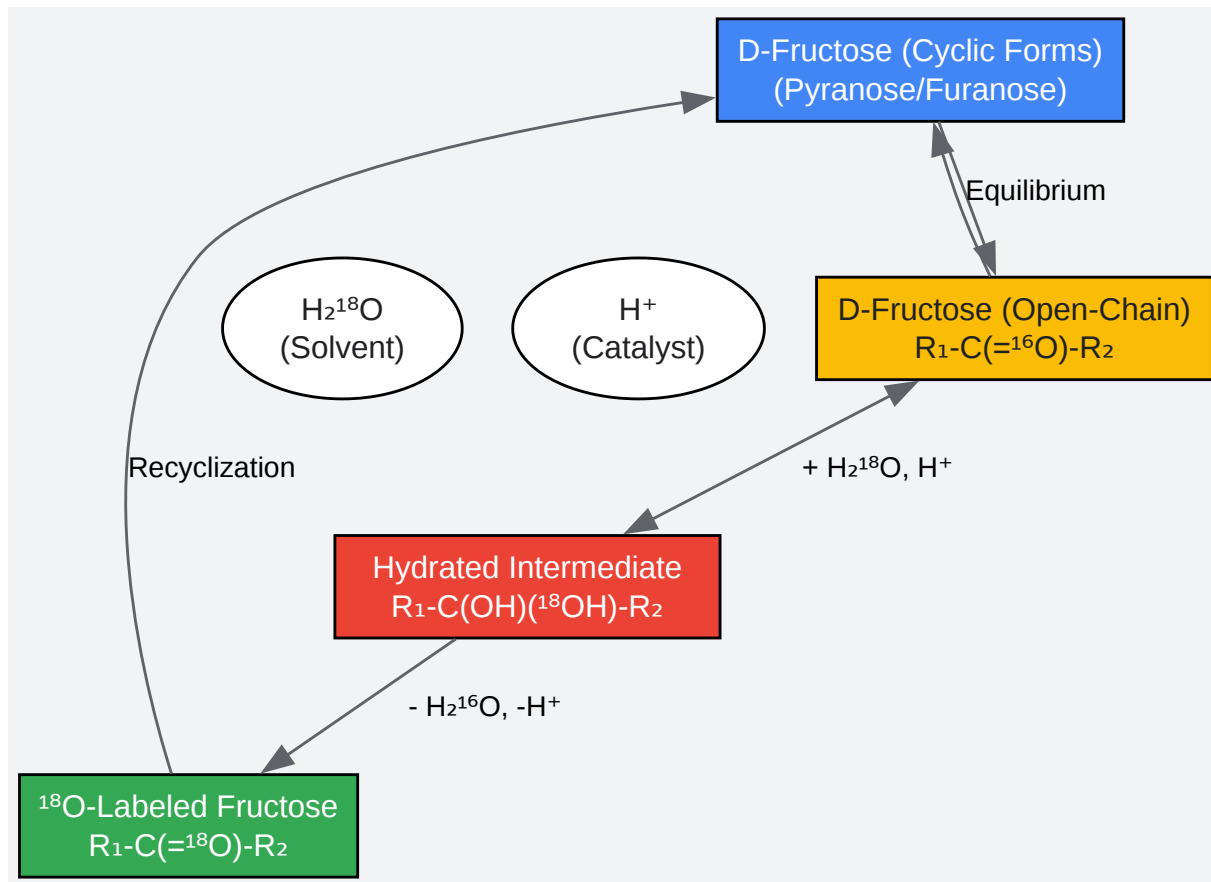 D-Fructose (Cyclic Forms)
(Pyranose/Furanose)
Equilibrium
H₂¹⁸O
(Solvent)
H⁺
(Catalyst)
D-Fructose (Open-Chain)
R₁-C(=¹⁶O)-R₂
Recyclization
+ H₂¹⁸O, H⁺
Hydrated Intermediate
R₁-C(OH)(¹⁸OH)-R₂
- H₂¹⁶O, -H⁺
¹⁸O-Labeled Fructose
R₁-C(=¹⁸O)-R₂